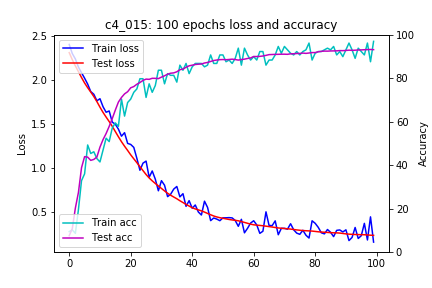 c4_015: 100 epochs loss and accuracy
Train loss
Test loss
Train acc
Test acc
Loss
2.5
2.0
1.5
1.0
0.5
Accuracy
100
80
60
40
20
0
0 20 40 60 80 100